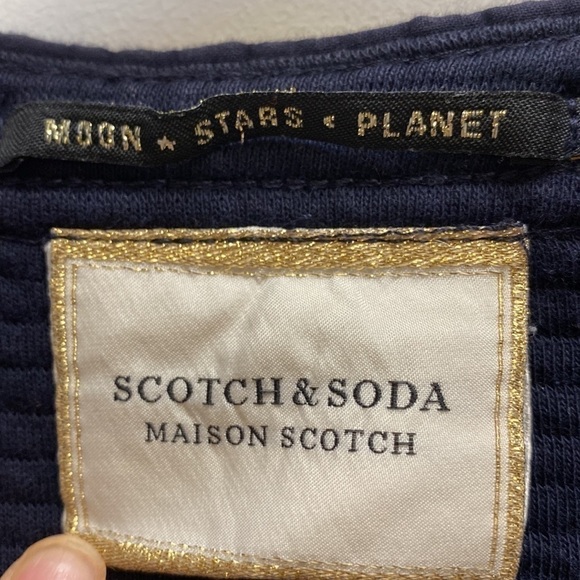 MOON ★ STARS ☾ PLANET
SCOTCH & SODA
MAISON SCOTCH